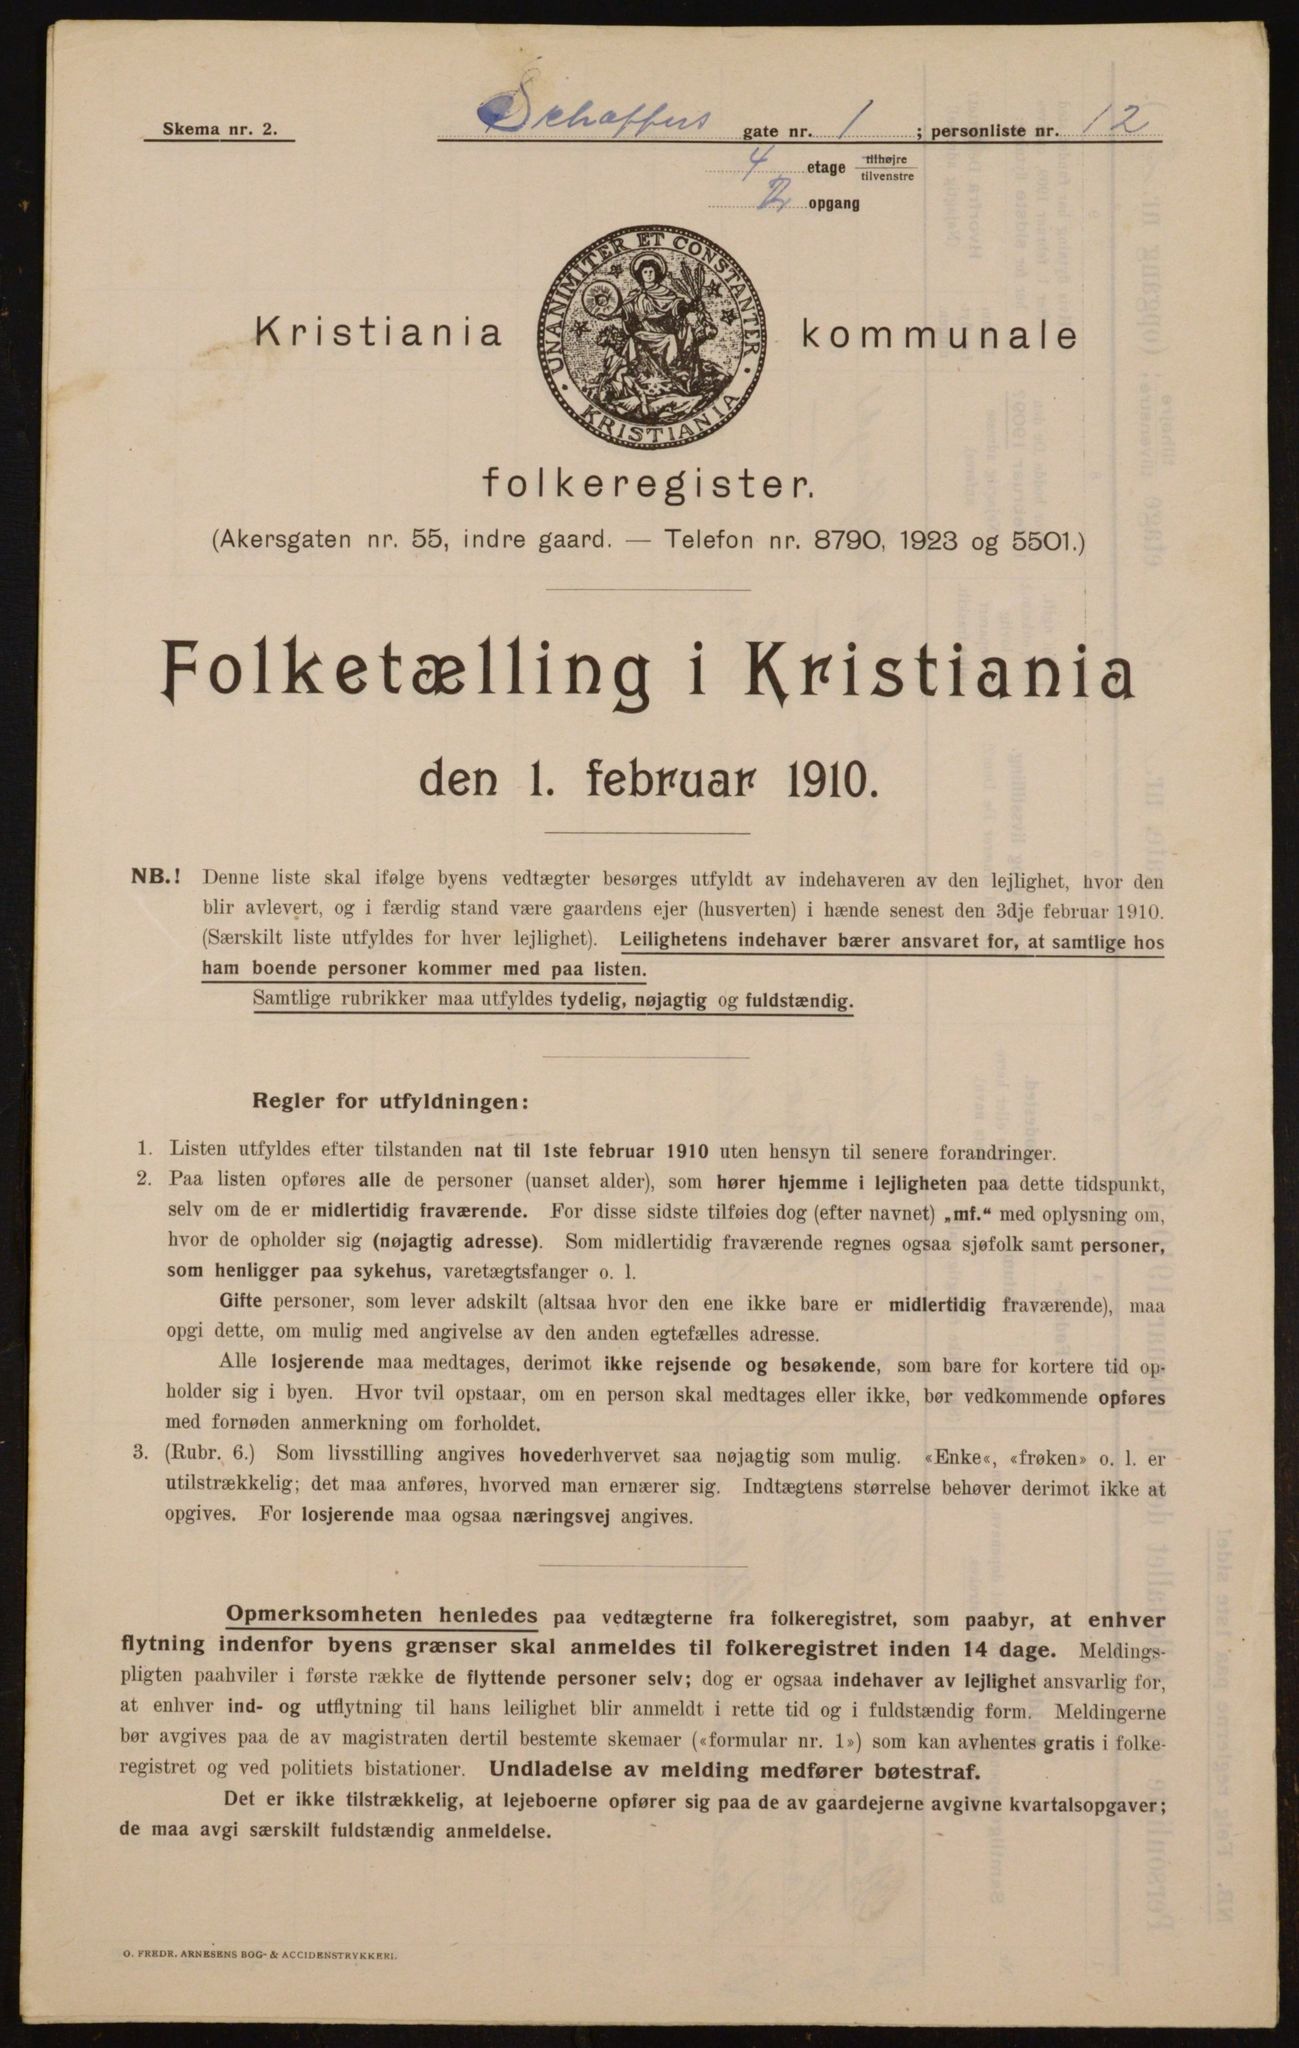 Skema nr. 2.
Schaffers gate nr. 1 ; personliste nr. 12
4 etage tilhøjre
tilvenstre
2 opgang
UNANIMITER ET CONSTANTER
KRISTIANIA
Kristiania kommunale
folkeregister.
(Akersgaten nr. 55, indre gaard. — Telefon nr. 8790, 1923 og 5501.)
Folketælling i Kristiania
den 1. februar 1910.
NB.! Denne liste skal ifølge byens vedtægter besørges utfyldt av indehaveren av den lejlighet, hvor den
blir avlevert, og i færdig stand være gaardens ejer (husverten) i hænde senest den 3dje februar 1910.
(Særskilt liste utfyldes for hver lejlighet). Leilighetens indehaver bærer ansvaret for, at samtlige hos
ham boende personer kommer med paa listen.
Samtlige rubrikker maa utfyldes tydelig, nøjagtig og fuldstændig.
Regler for utfyldningen:
1. Listen utfyldes efter tilstanden nat til 1ste februar 1910 uten hensyn til senere forandringer.
2. Paa listen opføres alle de personer (uanset alder), som hører hjemme i lejligheten paa dette tidspunkt,
selv om de er midlertidig fraværende. For disse sidste tilføies dog (efter navnet) „mf.“ med oplysning om,
hvor de opholder sig (nøjagtig adresse). Som midlertidig fraværende regnes ogsaa sjøfolk samt personer,
som henligger paa sykehus, varetægtsfanger o. l.
Gifte personer, som lever adskilt (altsaa hvor den ene ikke bare er midlertidig fraværende), maa
opgi dette, om mulig med angivelse av den anden egtefælles adresse.
Alle losjerende maa medtages, derimot ikke rejsende og besøkende, som bare for kortere tid op-
holder sig i byen. Hvor tvil opstaar, om en person skal medtages eller ikke, bør vedkommende opføres
med fornøden anmerkning om forholdet.
3. (Rubr. 6.) Som livsstilling angives hovederhvervet saa nøjagtig som mulig. «Enke«, «frøken» o. l. er
utilstrækkelig; det maa anføres, hvorved man ernærer sig. Indtægtens størrelse behøver derimot ikke at
opgives. For losjerende maa ogsaa næringsvej angives.
Opmerksomheten henledes paa vedtægterne fra folkeregistret, som paabyr, at enhver
flytning indenfor byens grænser skal anmeldes til folkeregistret inden 14 dage. Meldings-
pligten paahviler i første række de flyttende personer selv; dog er ogsaa indehaver av lejlighet ansvarlig for,
at enhver ind- og utflytning til hans leilighet blir anmeldt i rette tid og i fuldstændig form. Meldingerne
bør avgives paa de av magistraten dertil bestemte skemaer («formular nr. 1») som kan avhentes gratis i folke-
registret og ved politiets bistationer. Undladelse av melding medfører bøtestraf.
Det er ikke tilstrækkelig, at lejeboerne opfører sig paa de av gaardejerne avgivne kvartalsopgaver;
de maa avgi særskilt fuldstændig anmeldelse.
O. FREDR. ARNESENS BOG- & ACCIDENSTRYKKERI.